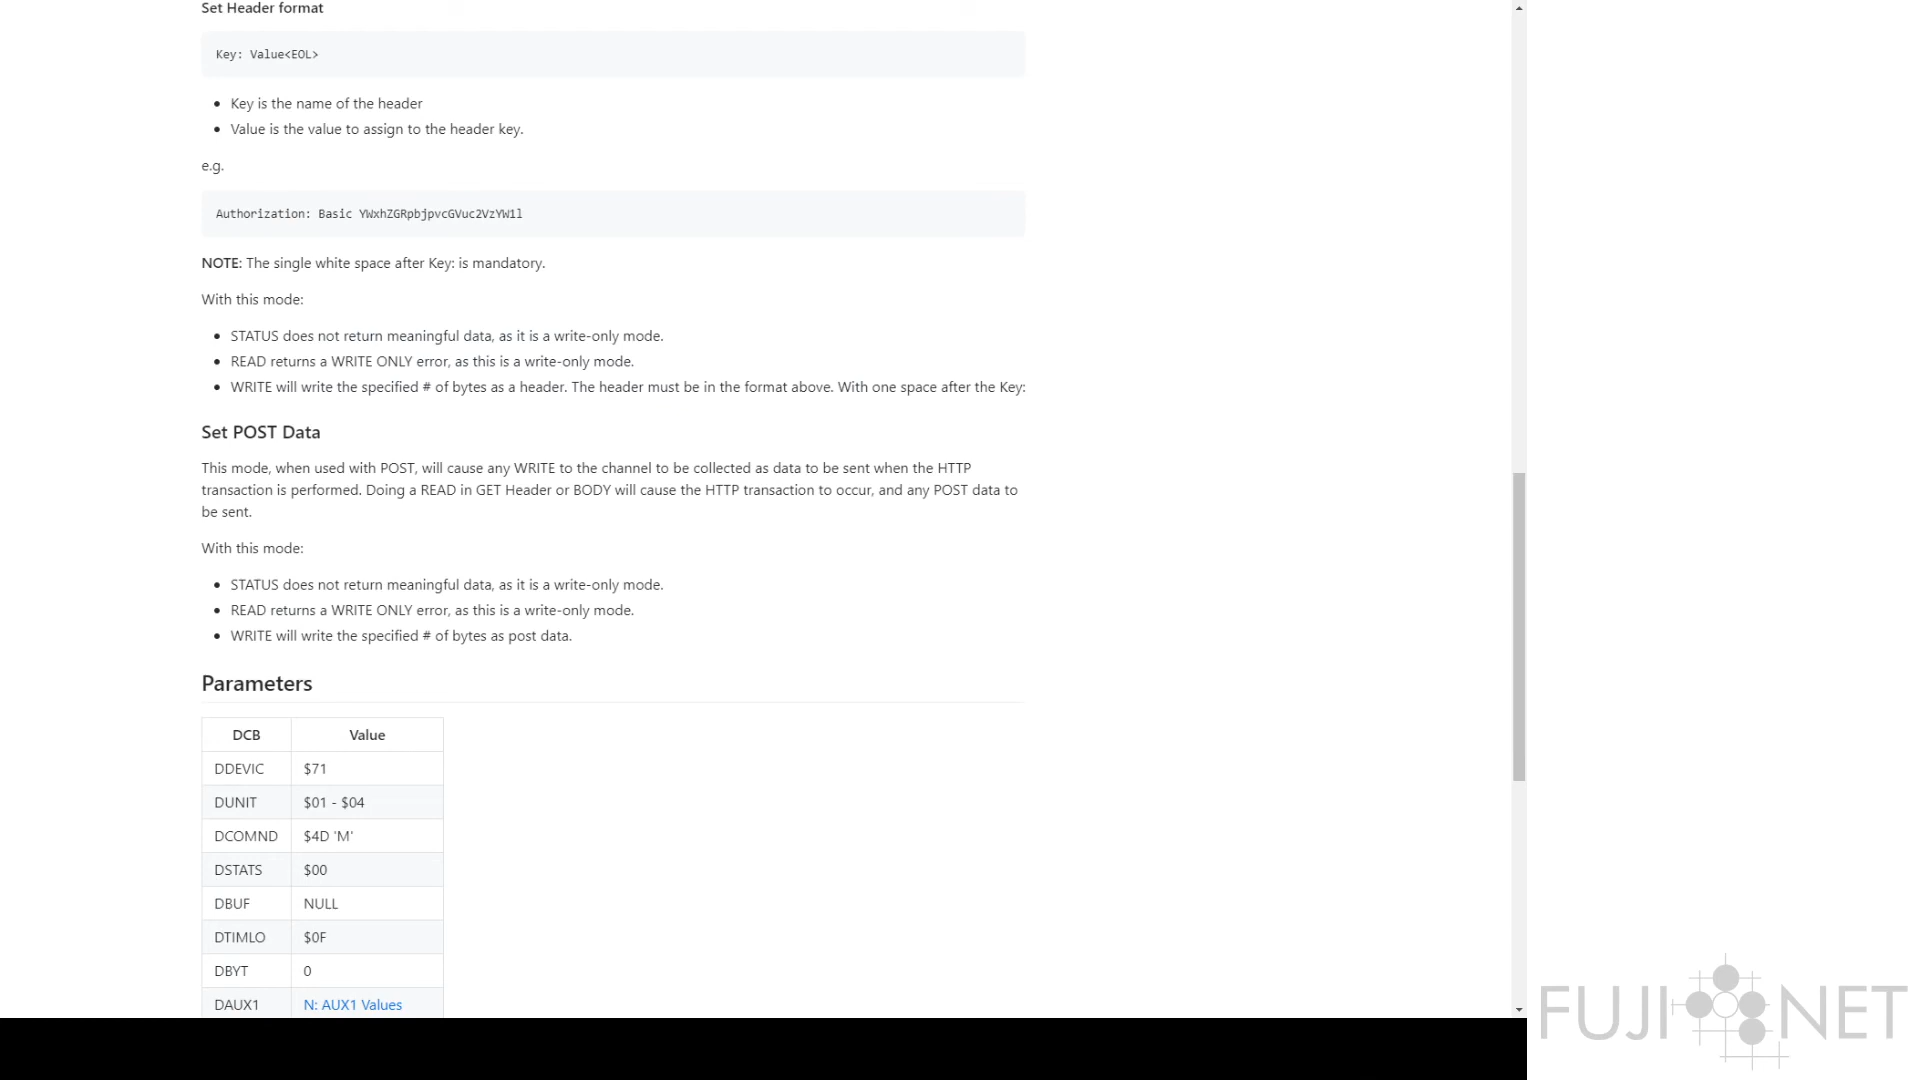 Set Header format
Key: Value<EOL>
• Key is the name of the header
• Value is the value to assign to the header key.
e.g.
Authorization: Basic YWxhZGRpbjpvcGVuc2VzYW1l
NOTE: The single white space after Key: is mandatory.
With this mode:
• STATUS does not return meaningful data, as it is a write-only mode.
• READ returns a WRITE ONLY error, as this is a write-only mode.
• WRITE will write the specified # of bytes as a header. The header must be in the format above. With one space after the Key:
Set POST Data
This mode, when used with POST, will cause any WRITE to the channel to be collected as data to be sent when the HTTP
transaction is performed. Doing a READ in GET Header or BODY will cause the HTTP transaction to occur, and any POST data to
be sent.
With this mode:
• STATUS does not return meaningful data, as it is a write-only mode.
• READ returns a WRITE ONLY error, as this is a write-only mode.
• WRITE will write the specified # of bytes as post data.
Parameters
DCB Value
DDEVIC $71
DUNIT $01 - $04
DCOMND $4D 'M'
DSTATS $00
DBUF NULL
DTIMLO $0F
DBYT 0
DAUX1 N: AUX1 Values
FUJI NET